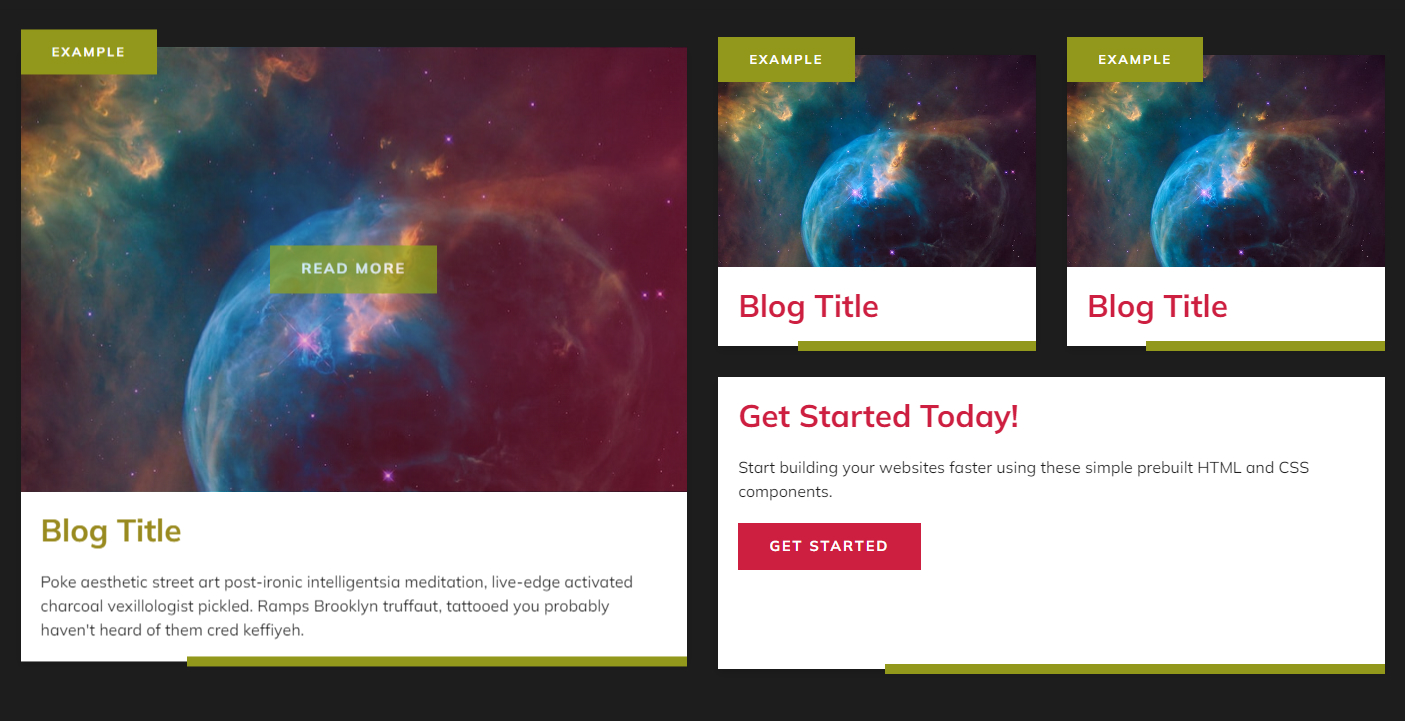 EXAMPLE
READ MORE
Blog Title
Poke aesthetic street art post-ironic intelligentsia meditation, live-edge activated
charcoal vexillologist pickled. Ramps Brooklyn truffaut, tattooed you probably
haven't heard of them cred keffiyeh.
EXAMPLE
Blog Title
EXAMPLE
Blog Title
Get Started Today!
Start building your websites faster using these simple prebuilt HTML and CSS
components.
GET STARTED